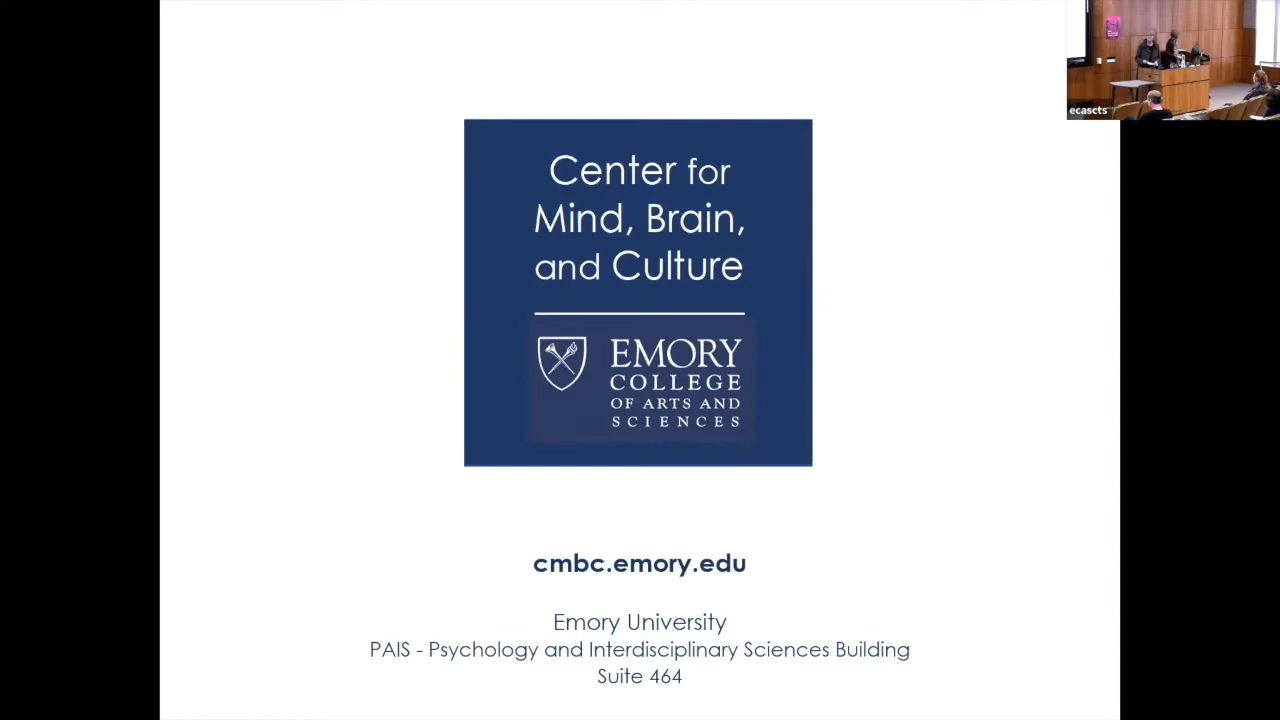 Center for
Mind, Brain,
and Culture
EMORY
COLLEGE
OF ARTS AND
SCIENCES
cmbc.emory.edu
Emory University
PAIS - Psychology and Interdisciplinary Sciences Building
Suite 464
ecascts